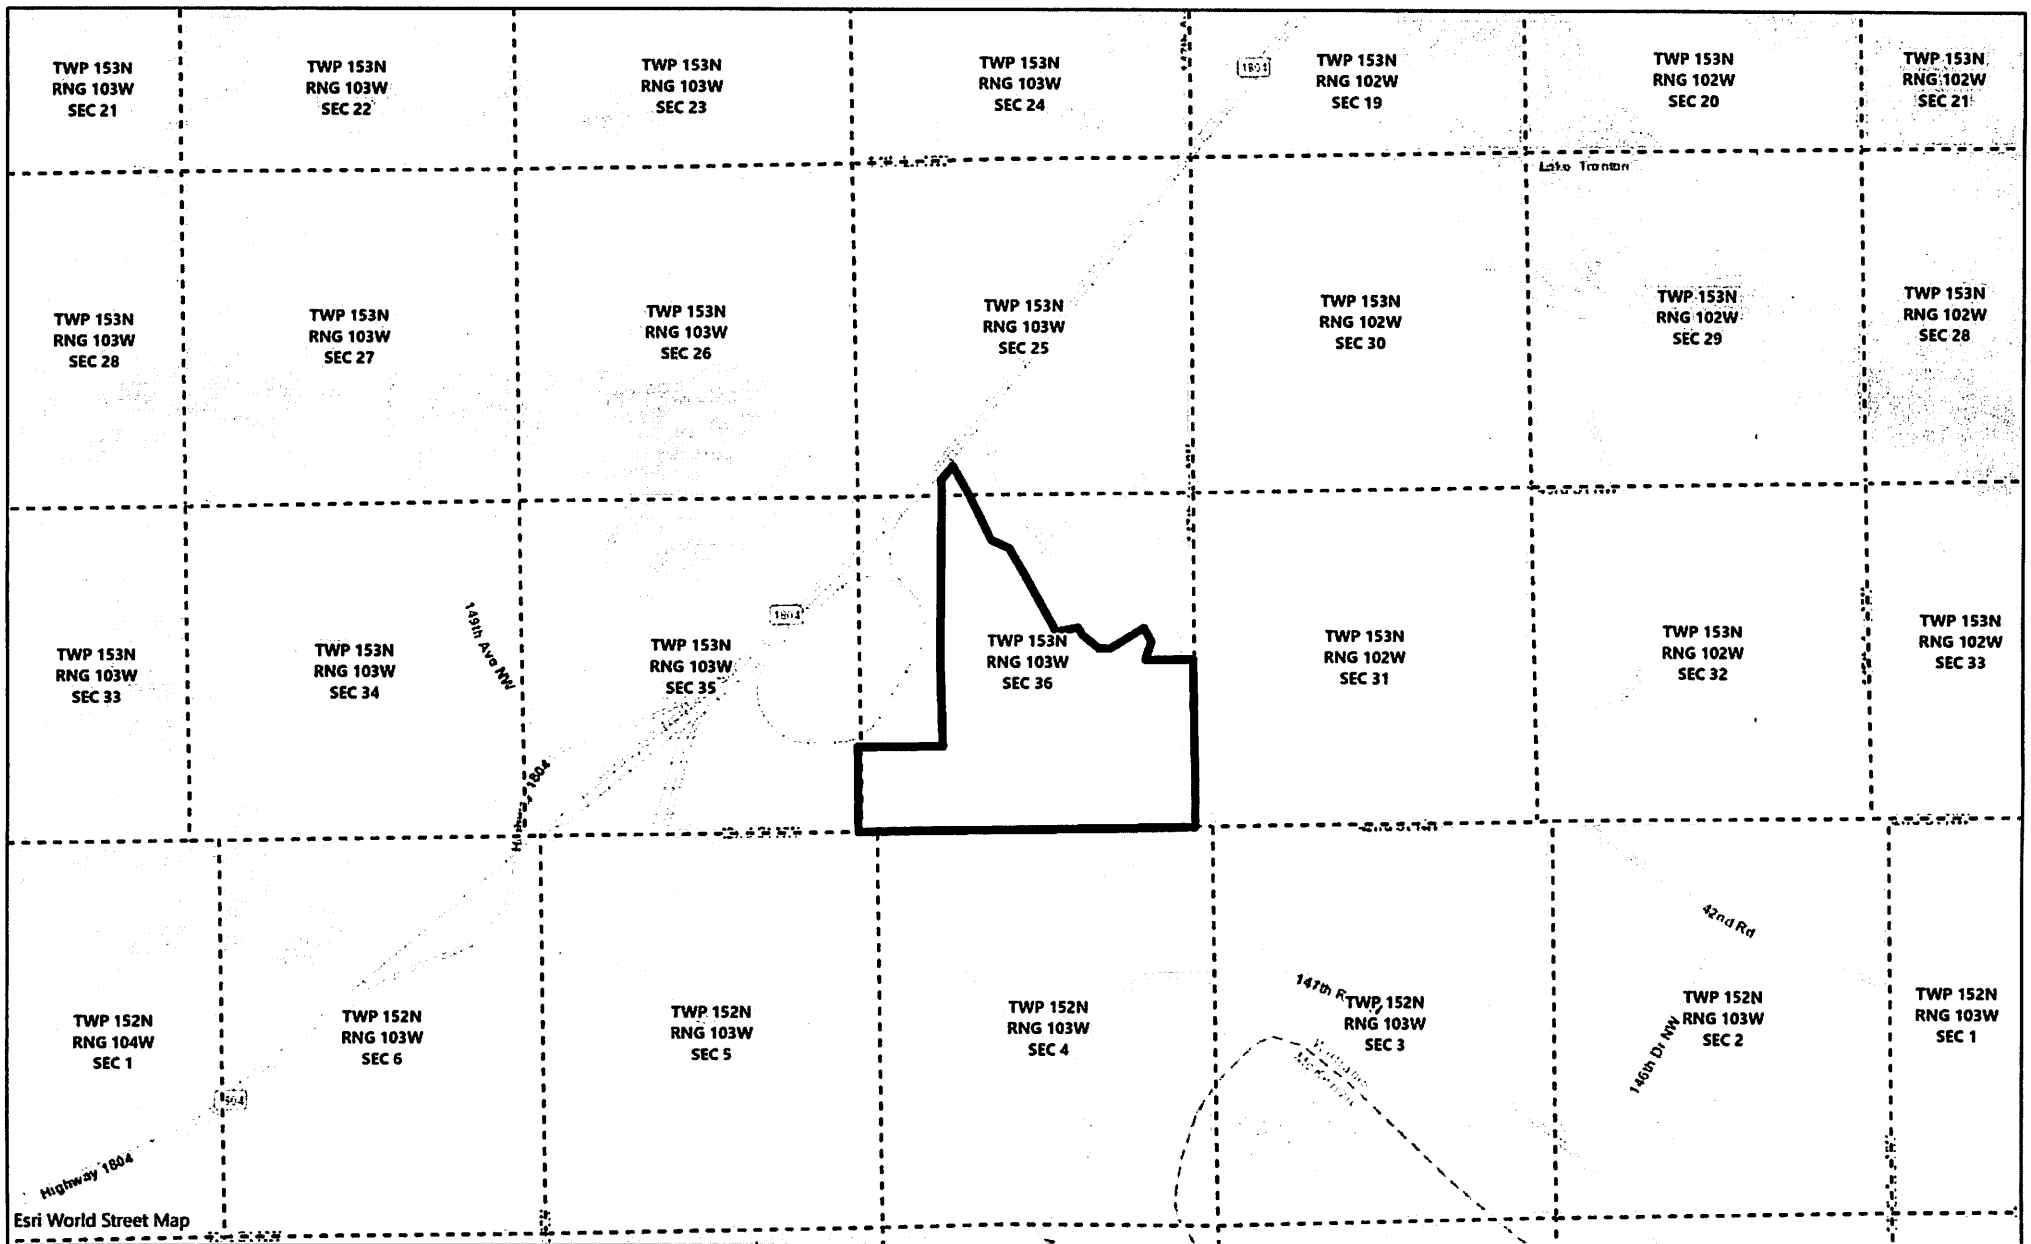 TWP 153N
RNG 103W
SEC 21
TWP 153N
RNG 103W
SEC 22
TWP 153N
RNG 103W
SEC 23
TWP 153N
RNG 103W
SEC 24
1804
TWP 153N
RNG 102W
SEC 19
TWP 153N
RNG 102W
SEC 20
TWP 153N
RNG 102W
SEC 21
Lake Trenton
TWP 153N
RNG 103W
SEC 28
TWP 153N
RNG 103W
SEC 27
TWP 153N
RNG 103W
SEC 26
TWP 153N
RNG 103W
SEC 25
TWP 153N
RNG 102W
SEC 30
TWP 153N
RNG 102W
SEC 29
TWP 153N
RNG 102W
SEC 28
TWP 153N
RNG 103W
SEC 33
TWP 153N
RNG 103W
SEC 34
149th Ave NW
1804
TWP 153N
RNG 103W
SEC 35
TWP 153N
RNG 103W
SEC 36
TWP 153N
RNG 102W
SEC 31
TWP 153N
RNG 102W
SEC 32
TWP 153N
RNG 102W
SEC 33
Highway 1804
42nd Rd
TWP 152N
RNG 104W
SEC 1
TWP 152N
RNG 103W
SEC 6
TWP 152N
RNG 103W
SEC 5
TWP 152N
RNG 103W
SEC 4
147th
TWP 152N
RNG 103W
SEC 3
TWP 152N
RNG 103W
SEC 2
146th Dr NW
TWP 152N
RNG 103W
SEC 1
Highway 1804
Esri World Street Map